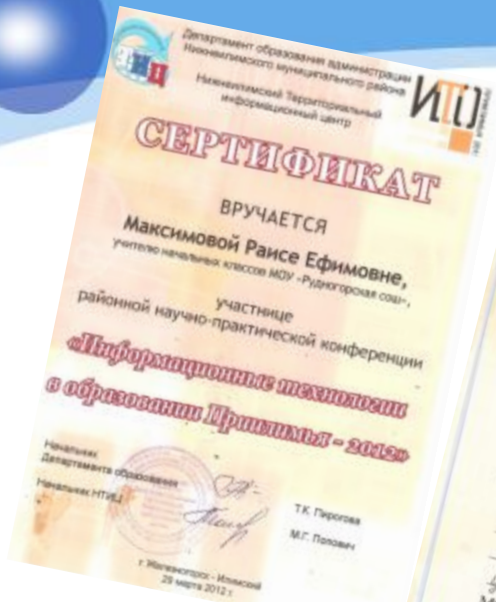 Департамент образования администрации
Нижнеилимского муниципального района
Нижнеилимский Территориальный
информационный центр
ИТО
СЕРТИФИКАТ
ВРУЧАЕТСЯ
Максимовой Раисе Ефимовне,
учителю начальных классов МОУ «Рудногорская сош»,
участнице
районной научно-практической конференции
«Информационные технологии
в образовании Приилимья - 2012»
Начальник
Департамента образования
Т.К. Пирогова
Начальник НТИЦ
М.Г. Попович
г. Железногорск - Илимский
29 марта 2012 г.